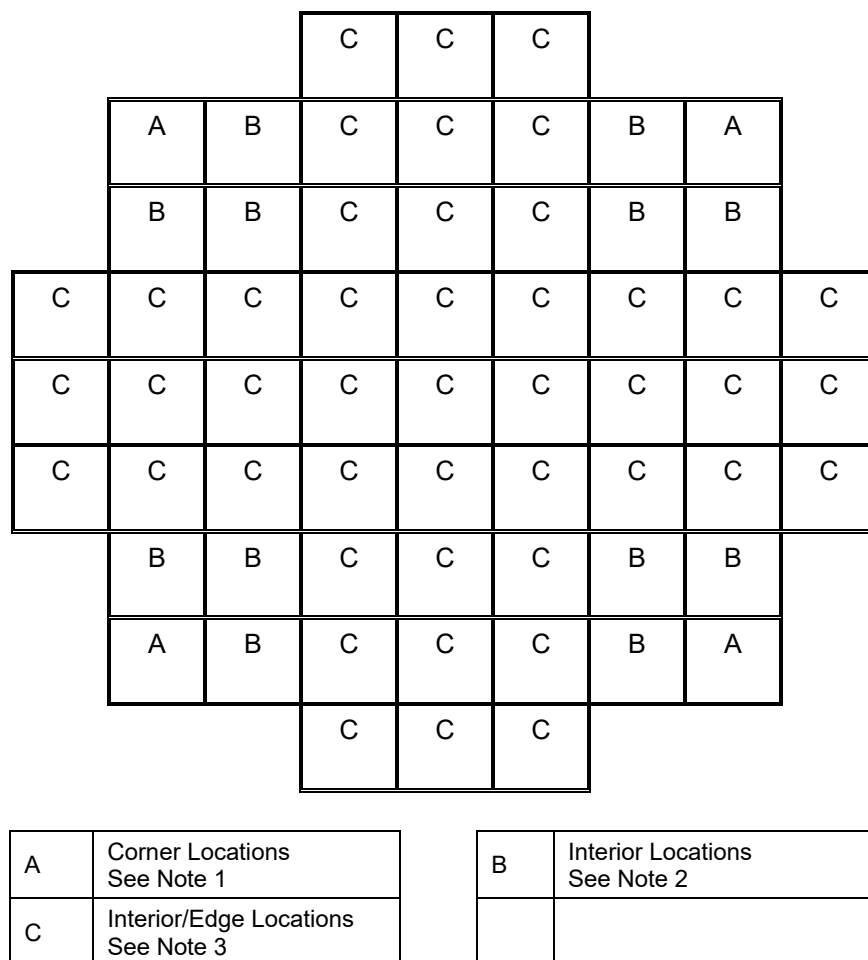 C C C
A B C C C B A
B B C C C B B
C C C C C C C C C
C C C C C C C C C
C C C C C C C C C
B B C C C B B
A B C C C B A
C C C
A Corner Locations
See Note 1
B Interior Locations
See Note 2
C Interior/Edge Locations
See Note 3